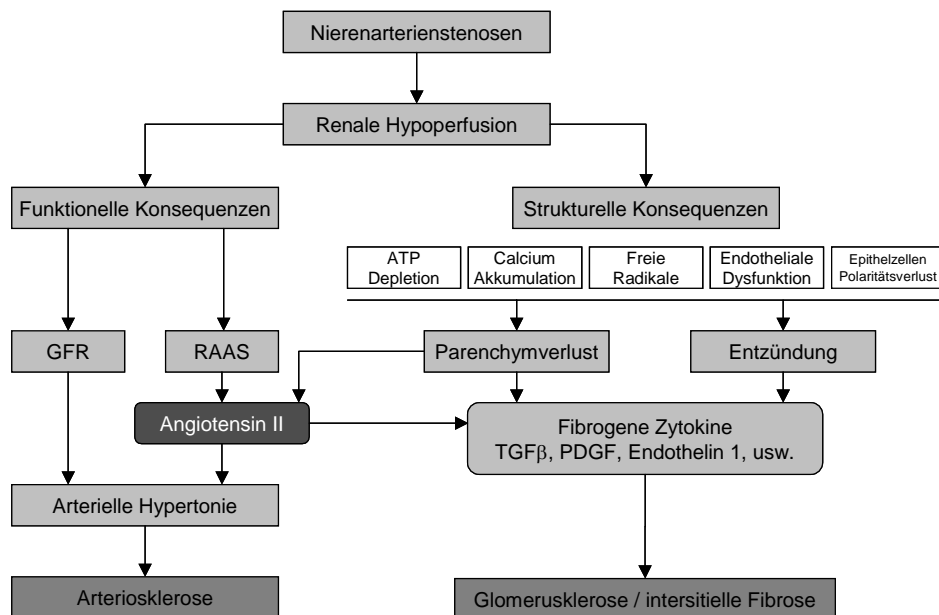 Nierenarterienstenosen
Renale Hypoperfusion
Funktionelle Konsequenzen
Strukturelle Konsequenzen
ATP
Depletion
Calcium
Akkumulation
Freie
Radikale
Endotheliale
Dysfunktion
Epithelzellen
Polaritätsverlust
GFR
RAAS
Parenchymverlust
Entzündung
Angiotensin II
Fibrogene Zytokine
TGFβ, PDGF, Endothelin 1, usw.
Arterielle Hypertonie
Arteriosklerose
Glomerusklerose / intersitielle Fibrose